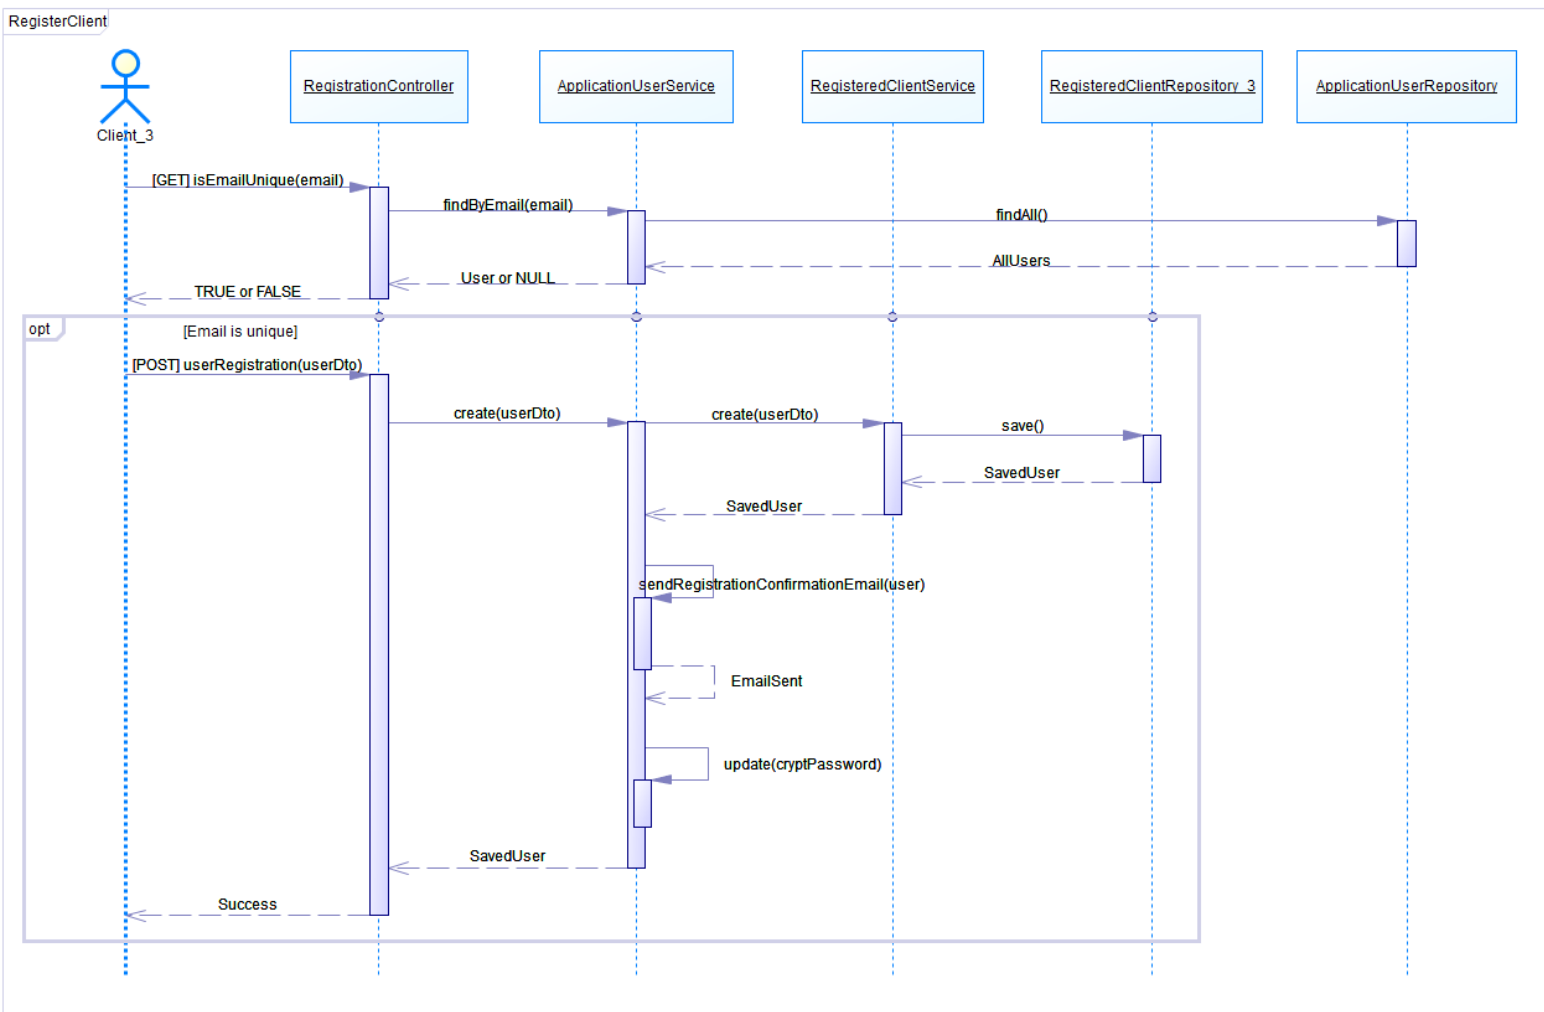 RegisterClient
Client_3
RegistrationController
ApplicationUserService
RegisteredClientService
RegisteredClientRepository_3
ApplicationUserRepository
[GET] isEmailUnique(email)
findByEmail(email)
findAll()
AllUsers
User or NULL
TRUE or FALSE
opt
[Email is unique]
[POST] userRegistration(userDto)
create(userDto)
create(userDto)
save()
SavedUser
SavedUser
sendRegistrationConfirmationEmail(user)
EmailSent
update(cryptPassword)
SavedUser
Success